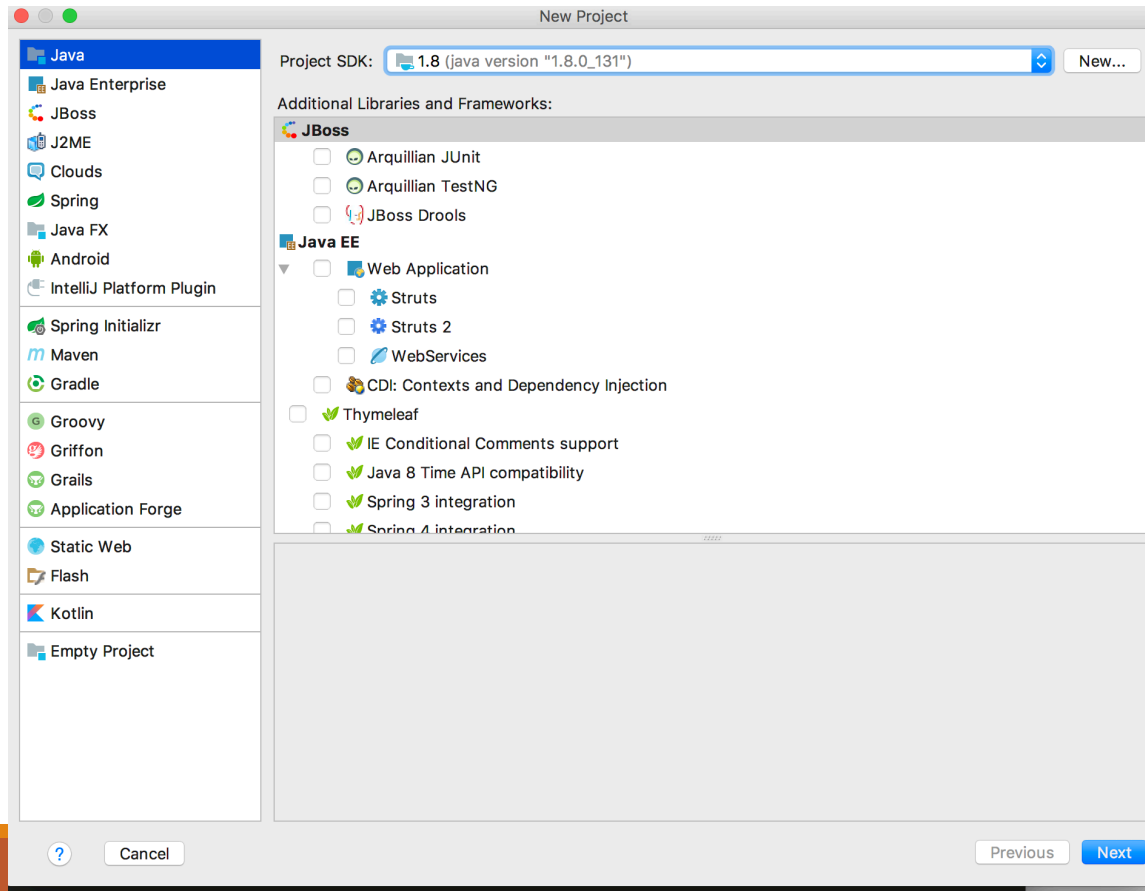 New Project
Java
Java Enterprise
JBoss
J2ME
Clouds
Spring
Java FX
Android
IntelliJ Platform Plugin
Spring Initializr
Maven
Gradle
Groovy
Griffon
Grails
Application Forge
Static Web
Flash
Kotlin
Empty Project
Project SDK: 1.8 (java version "1.8.0_131") New...
Additional Libraries and Frameworks:
JBoss
Arquillian JUnit
Arquillian TestNG
JBoss Drools
Java EE
Web Application
Struts
Struts 2
WebServices
CDI: Contexts and Dependency Injection
Thymeleaf
IE Conditional Comments support
Java 8 Time API compatibility
Spring 3 integration
Spring 4 integration
? Cancel Previous Next